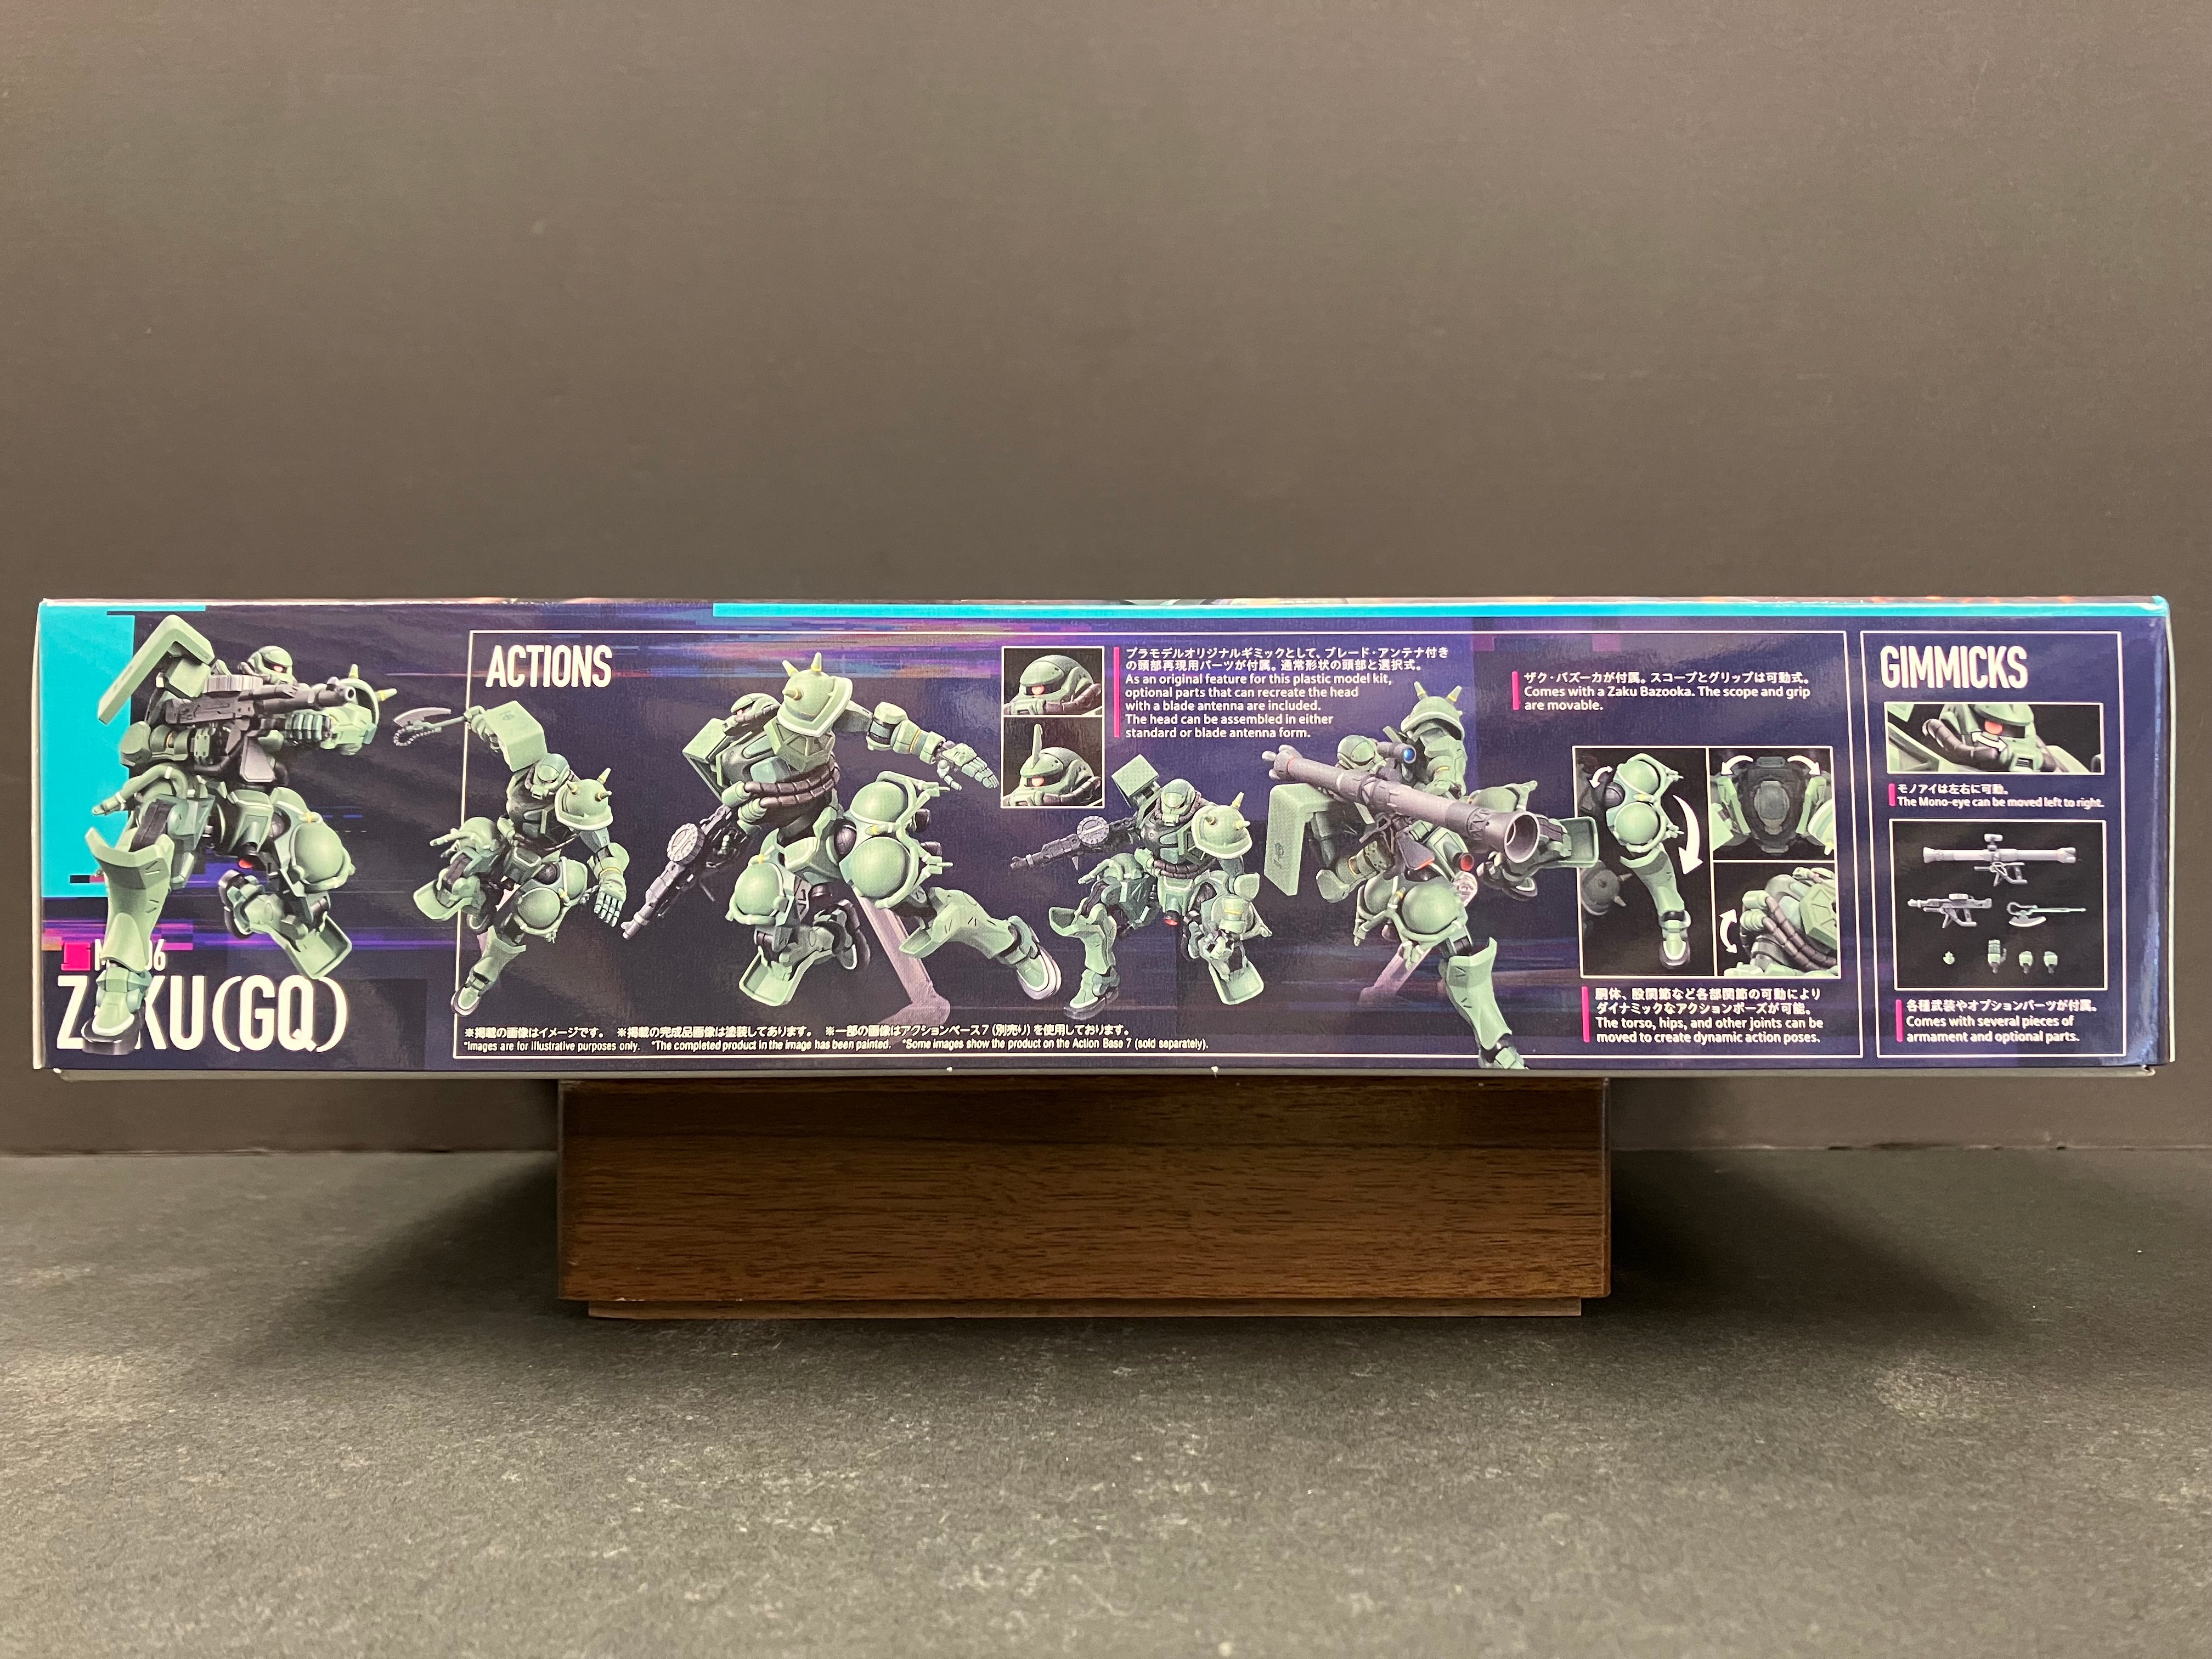 ZAKU(GQ)
ACTIONS
プラモデルオリジナルギミックとして、ブレード・アンテナ付き
の頭部再現用パーツが付属。通常形状の頭部と選択式。
As an original feature for this plastic model kit,
optional parts that can recreate the head
with a blade antenna are included.
The head can be assembled in either
standard or blade antenna form.
ザク・バズーカが付属。スコープとグリップは可動式。
Comes with a Zaku Bazooka. The scope and grip
are movable.
胴体、股関節など各部関節の可動により
ダイナミックなアクションポーズが可能。
The torso, hips, and other joints can be
moved to create dynamic action poses.
※掲載の画像はイメージです。 ※掲載の完成品画像は塗装してあります。 ※一部の画像はアクションベース7(別売り)を使用しております。
*Images are for illustrative purposes only. *The completed product in the image has been painted. *Some images show the product on the Action Base 7 (sold separately).
GIMMICKS
モノアイは左右に可動。
The Mono-eye can be moved left to right.
各種武装やオプションパーツが付属。
Comes with several pieces of
armament and optional parts.